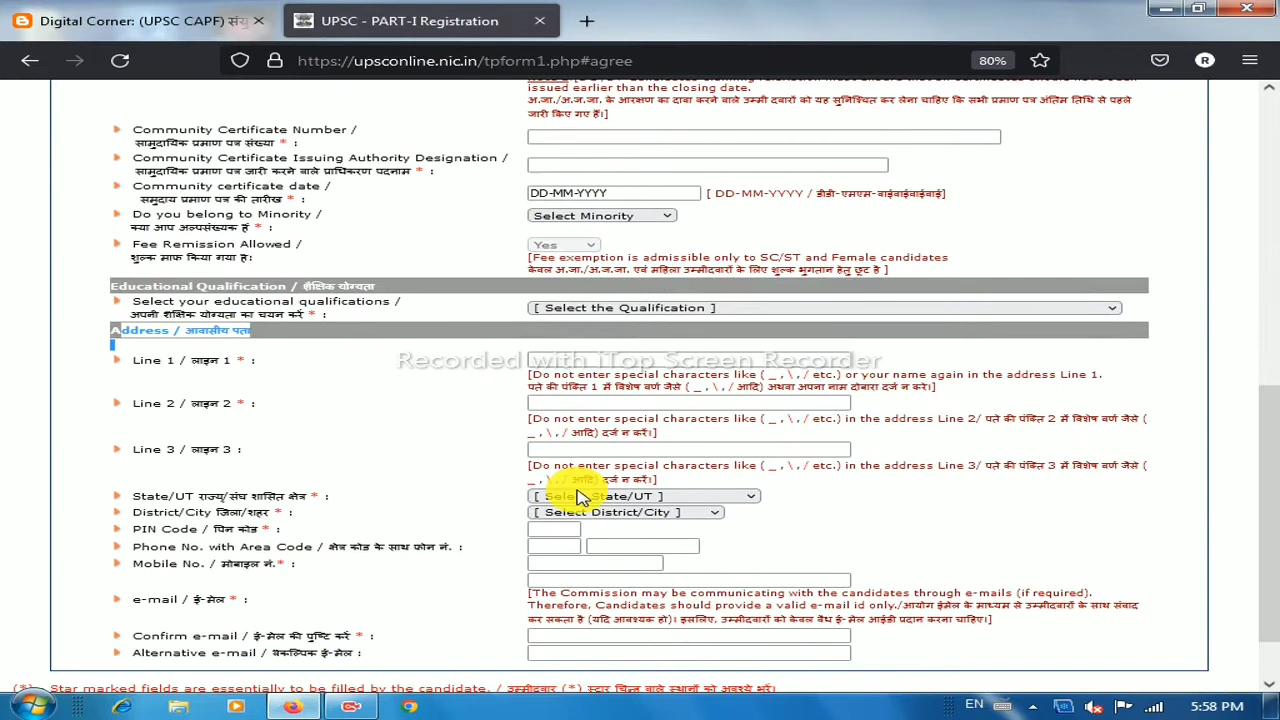 Digital Corner: (UPSC CAPF) संयु
UPSC - PART-I Registration
https://upsconline.nic.in/tpform1.php#agree
80%
R
issued earlier than the closing date.
अ.जा./अ.ज.जा. के आरक्षण का दावा करने वाले उम्मीदवारों को यह सुनिश्चित कर लेना चाहिए कि सभी प्रमाण पत्र अंतिम तिथि से पहले
जारी किए गए हैं।]
Community Certificate Number /
सामुदायिक प्रमाण पत्र संख्या * :
Community Certificate Issuing Authority Designation /
सामुदायिक प्रमाण पत्र जारी करने वाले प्राधिकरण पदनाम * :
Community certificate date /
समुदाय प्रमाण पत्र की तारीख * :
DD-MM-YYYY [ DD-MM-YYYY / डीडी-एमएम-वाईवाईवाईवाई]
Do you belong to Minority /
क्या आप अल्पसंख्यक हैं * :
Select Minority
Fee Remission Allowed /
शुल्क माफ किया गया है:
Yes
[Fee exemption is admissible only to SC/ST and Female candidates
केवल अ.जा./अ.ज.जा. एवं महिला उम्मीदवारों के लिए शुल्क भुगतान हेतु छूट है ]
Educational Qualification / शैक्षिक योग्यता
Select your educational qualifications /
अपनी शैक्षिक योग्यता का चयन करें * :
[ Select the Qualification ]
Address / आवासीय पता
Line 1 / लाइन 1 * :
Recorded with iTop Screen Recorder
[Do not enter special characters like ( _ , \ , / etc.) or your name again in the address Line 1.
पते की पंक्ति 1 में विशेष वर्ण जैसे ( _ , \ , / आदि) अथवा अपना नाम दोबारा दर्ज न करें।]
Line 2 / लाइन 2 * :
[Do not enter special characters like ( _ , \ , / etc.) in the address Line 2/ पते की पंक्ति 2 में विशेष वर्ण जैसे (
_ , \ , / आदि) दर्ज न करें।]
Line 3 / लाइन 3 :
[Do not enter special characters like ( _ , \ , / etc.) in the address Line 3/ पते की पंक्ति 3 में विशेष वर्ण जैसे (
_ , \ , / आदि) दर्ज न करें।]
State/UT राज्य/संघ शासित क्षेत्र * :
[ Select State/UT ]
District/City जिला/शहर * :
[ Select District/City ]
PIN Code / पिन कोड * :
Phone No. with Area Code / क्षेत्र कोड के साथ फोन नं. :
Mobile No. / मोबाइल नं.* :
e-mail / ई-मेल * :
[The Commission may be communicating with the candidates through e-mails (if required).
Therefore, Candidates should provide a valid e-mail id only./आयोग ईमेल के माध्यम से उम्मीदवारों के साथ संवाद
कर सकता है (यदि आवश्यक हो)। इसलिए, उम्मीदवारों को केवल वैध ई-मेल आईडी प्रदान करना चाहिए।]
Confirm e-mail / ई-मेल की पुष्टि करें * :
Alternative e-mail / वैकल्पिक ई-मेल :
(*) Star marked fields are essentially to be filled by the candidate. / उम्मीदवार (*) स्टार चिन्ह वाले स्थानों को अवश्ये भरें।
EN
5:58 PM